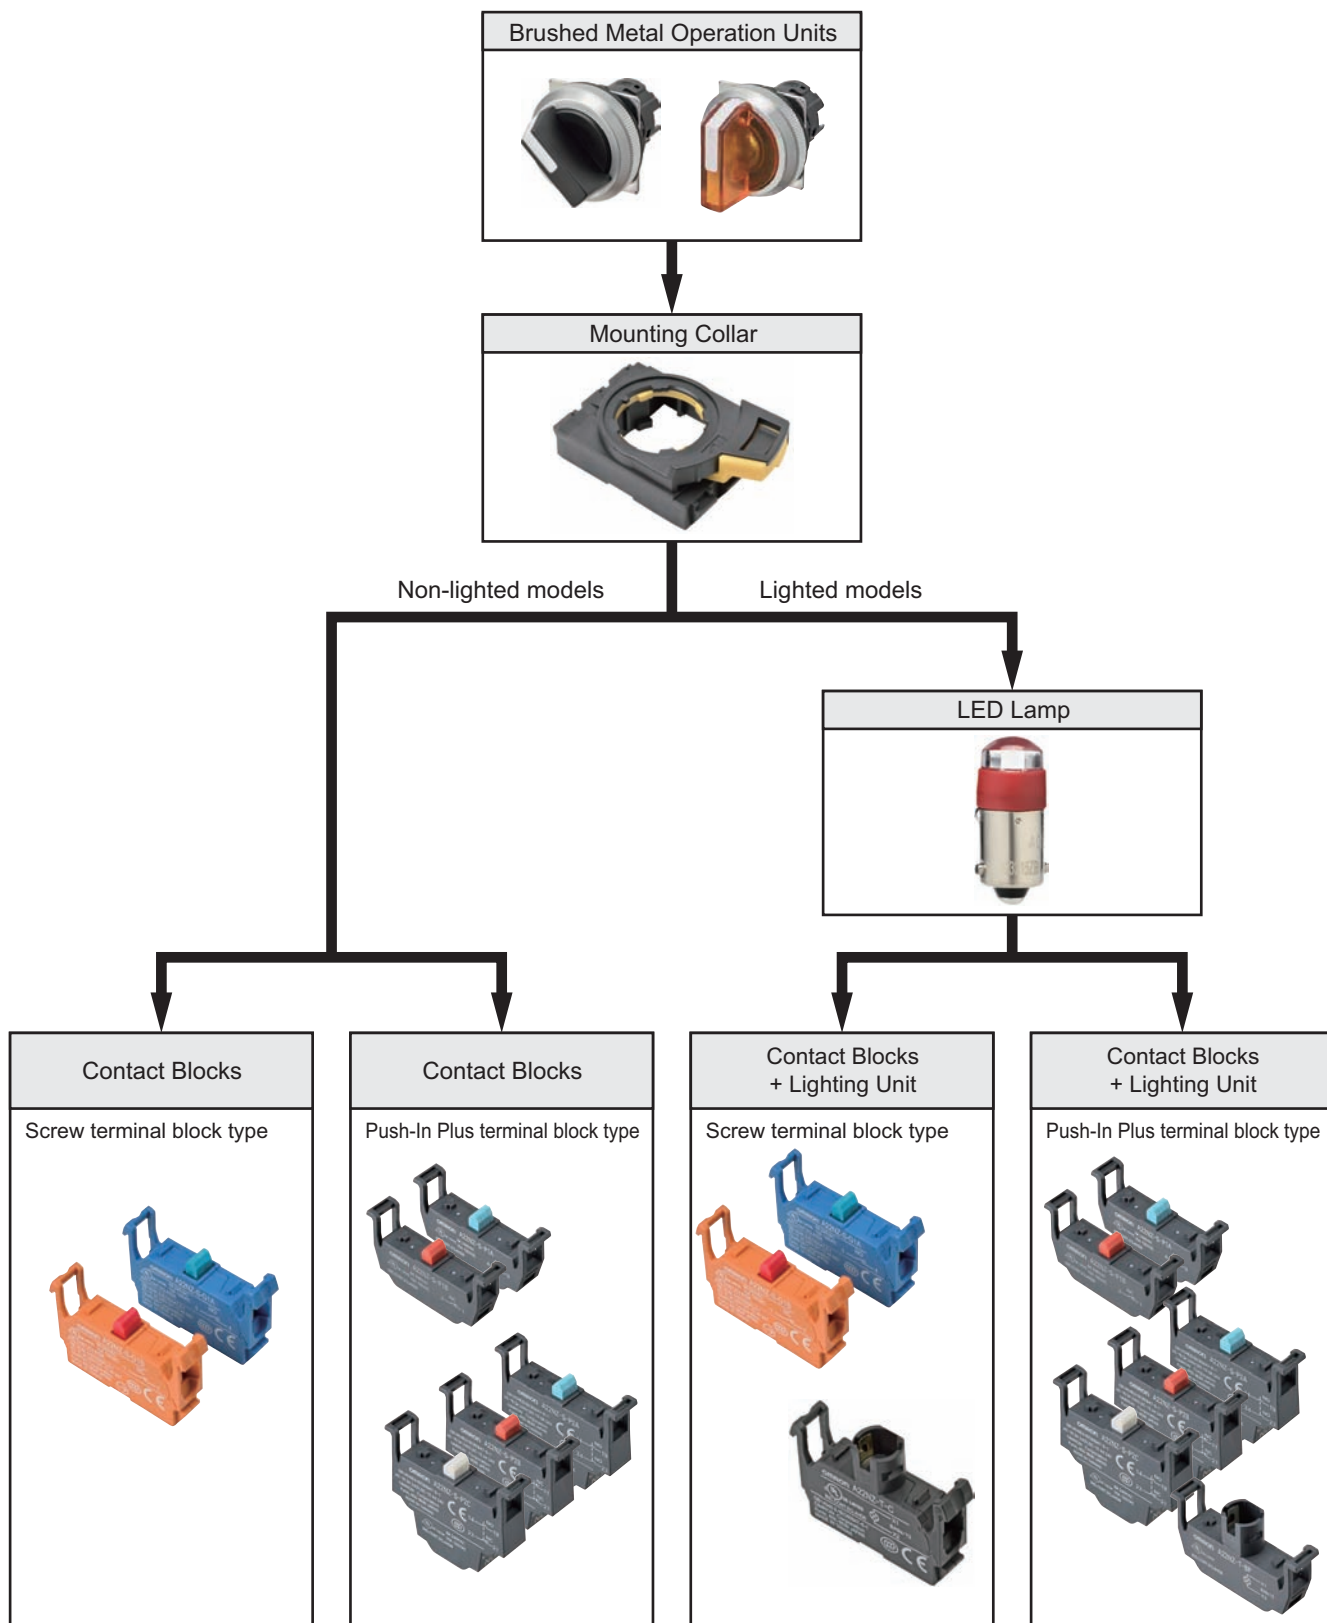 Brushed Metal Operation Units
Mounting Collar
Non-lighted models
Lighted models
LED Lamp
Contact Blocks
Contact Blocks
Contact Blocks
+ Lighting Unit
Contact Blocks
+ Lighting Unit
Screw terminal block type
Push-In Plus terminal block type
Screw terminal block type
Push-In Plus terminal block type